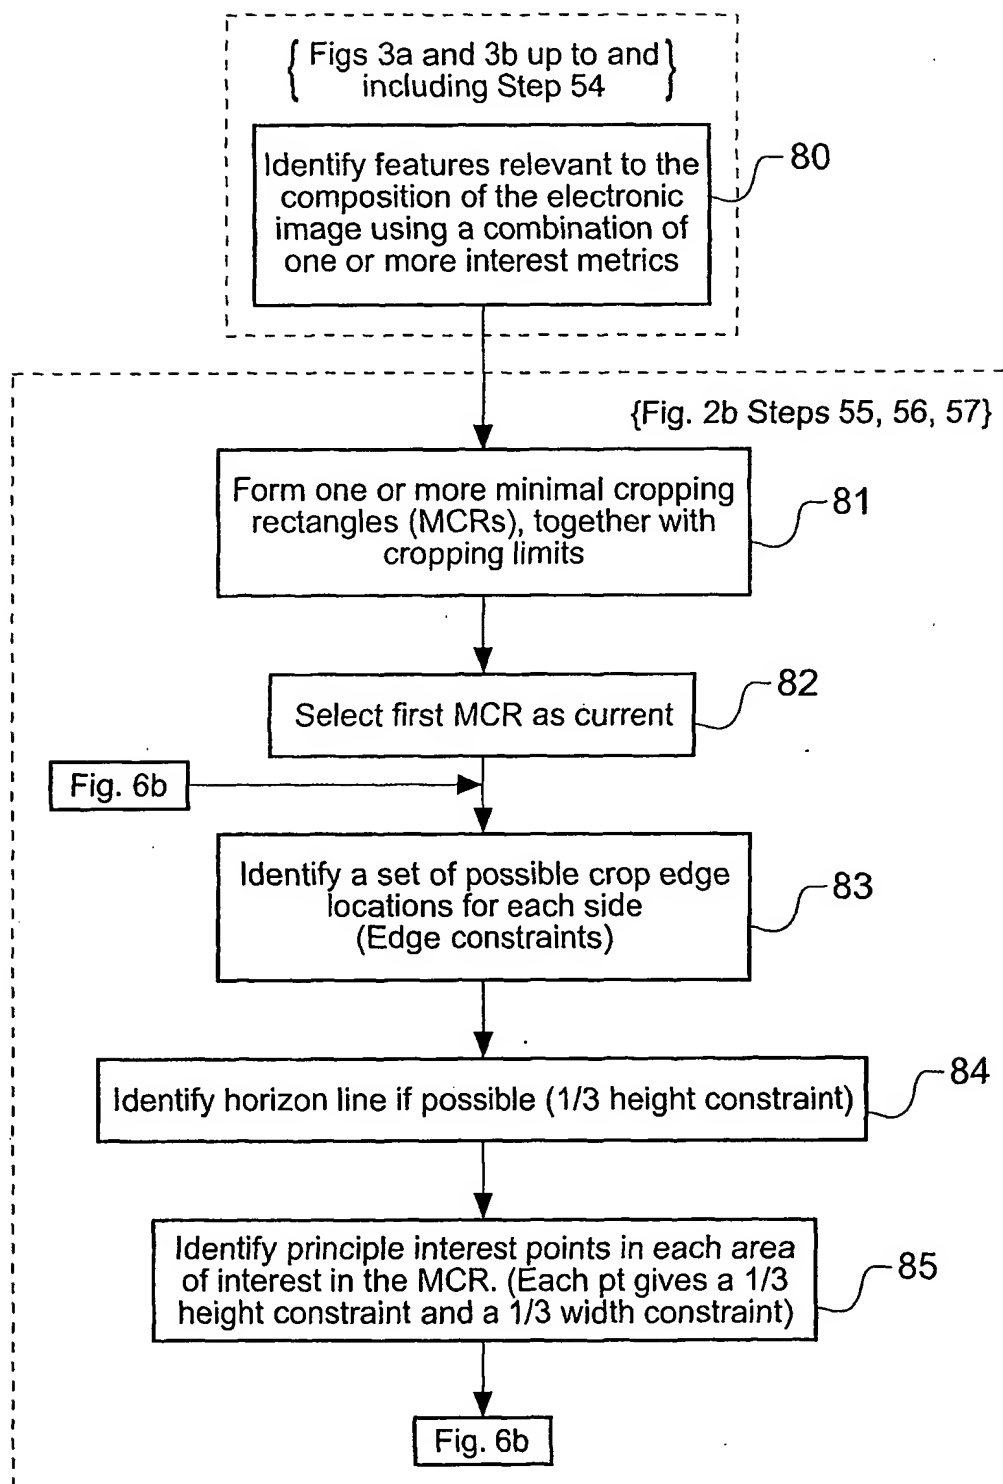 { Figs 3a and 3b up to and }
including Step 54
Identify features relevant to the
composition of the electronic
image using a combination of
one or more interest metrics
80
{Fig. 2b Steps 55, 56, 57}
Form one or more minimal cropping
rectangles (MCRs), together with
cropping limits
81
Select first MCR as current
82
Fig. 6b
Identify a set of possible crop edge
locations for each side
(Edge constraints)
83
Identify horizon line if possible (1/3 height constraint)
84
Identify principle interest points in each area
of interest in the MCR. (Each pt gives a 1/3
height constraint and a 1/3 width constraint)
85
Fig. 6b